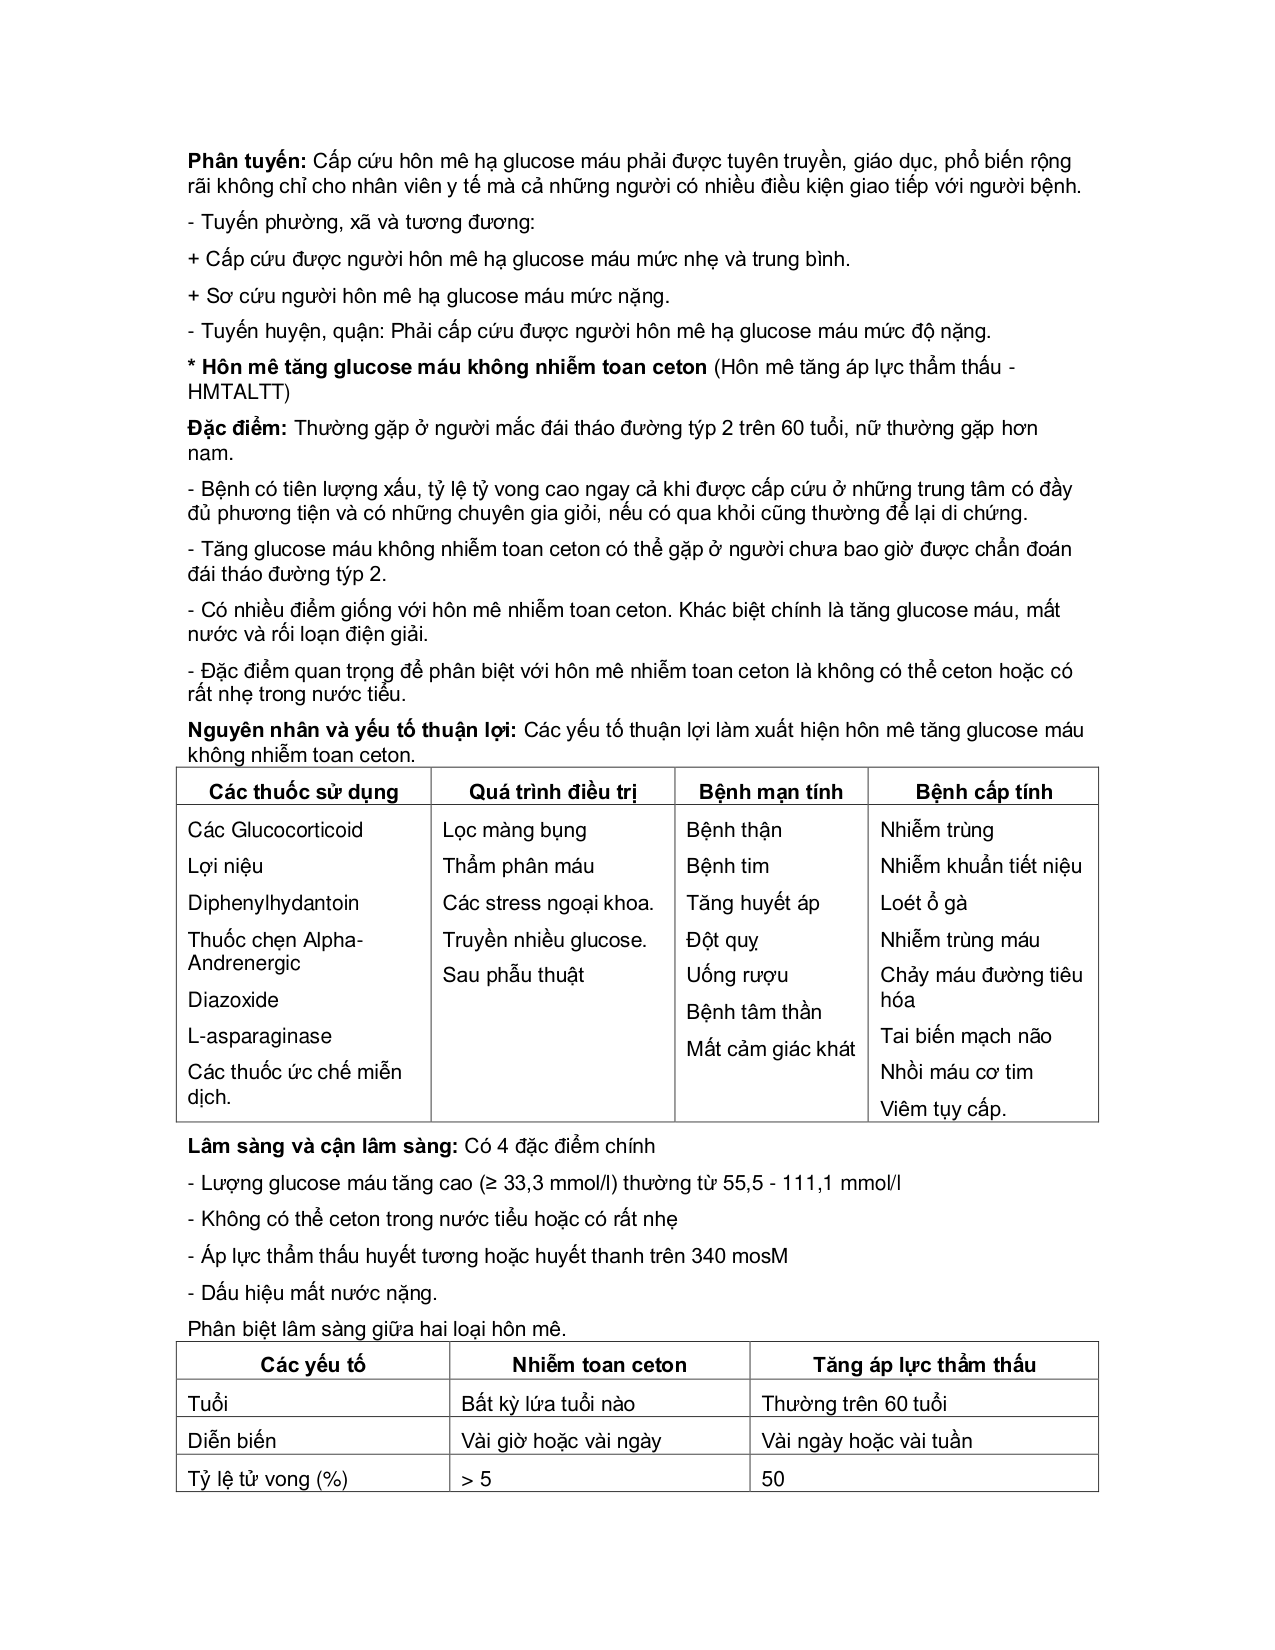 Phân tuyến: Cấp cứu hôn mê hạ glucose máu phải được tuyên truyền, giáo dục, phổ biến rộng
rãi không chỉ cho nhân viên y tế mà cả những người có nhiều điều kiện giao tiếp với người bệnh.
- Tuyến phường, xã và tương đương:
+ Cấp cứu được người hôn mê hạ glucose máu mức nhẹ và trung bình.
+ Sơ cứu người hôn mê hạ glucose máu mức nặng.
- Tuyến huyện, quận: Phải cấp cứu được người hôn mê hạ glucose máu mức độ nặng.
* Hôn mê tăng glucose máu không nhiễm toan ceton (Hôn mê tăng áp lực thẩm thấu -
HMTALTT)
Đặc điểm: Thường gặp ở người mắc đái tháo đường týp 2 trên 60 tuổi, nữ thường gặp hơn
nam.
- Bệnh có tiên lượng xấu, tỷ lệ tỷ vong cao ngay cả khi được cấp cứu ở những trung tâm có đầy
đủ phương tiện và có những chuyên gia giỏi, nếu có qua khỏi cũng thường để lại di chứng.
- Tăng glucose máu không nhiễm toan ceton có thể gặp ở người chưa bao giờ được chẩn đoán
đái tháo đường týp 2.
- Có nhiều điểm giống với hôn mê nhiễm toan ceton. Khác biệt chính là tăng glucose máu, mất
nước và rối loạn điện giải.
- Đặc điểm quan trọng để phân biệt với hôn mê nhiễm toan ceton là không có thể ceton hoặc có
rất nhẹ trong nước tiểu.
Nguyên nhân và yếu tố thuận lợi: Các yếu tố thuận lợi làm xuất hiện hôn mê tăng glucose máu
không nhiễm toan ceton.
Các thuốc sử dụng
Các Glucocorticoid
Lợi niệu
Diphenylhydantoin
Thuốc chẹn Alpha-
Andrenergic
Diazoxide
L-asparaginase
Các thuốc ức chế miễn
dịch.
Quá trình điều trị
Lọc màng bụng
Thẩm phân máu
Các stress ngoại khoa.
Truyền nhiều glucose.
Sau phẫu thuật
Bệnh mạn tính
Bệnh thận
Bệnh tim
Tăng huyết áp
Đột quỵ
Uống rượu
Bệnh tâm thần
Mất cảm giác khát
Bệnh cấp tính
Nhiễm trùng
Nhiễm khuẩn tiết niệu
Loét ổ gà
Nhiễm trùng máu
Chảy máu đường tiêu
hóa
Tai biến mạch não
Nhồi máu cơ tim
Viêm tụy cấp.
Lâm sàng và cận lâm sàng: Có 4 đặc điểm chính
- Lượng glucose máu tăng cao (≥ 33,3 mmol/l) thường từ 55,5 - 111,1 mmol/l
- Không có thể ceton trong nước tiểu hoặc có rất nhẹ
- Áp lực thẩm thấu huyết tương hoặc huyết thanh trên 340 mosM
- Dấu hiệu mất nước nặng.
Phân biệt lâm sàng giữa hai loại hôn mê.
Các yếu tố Nhiễm toan ceton Tăng áp lực thẩm thấu
Tuổi Bất kỳ lứa tuổi nào Thường trên 60 tuổi
Diễn biến Vài giờ hoặc vài ngày Vài ngày hoặc vài tuần
Tỷ lệ tử vong (%) > 5 50